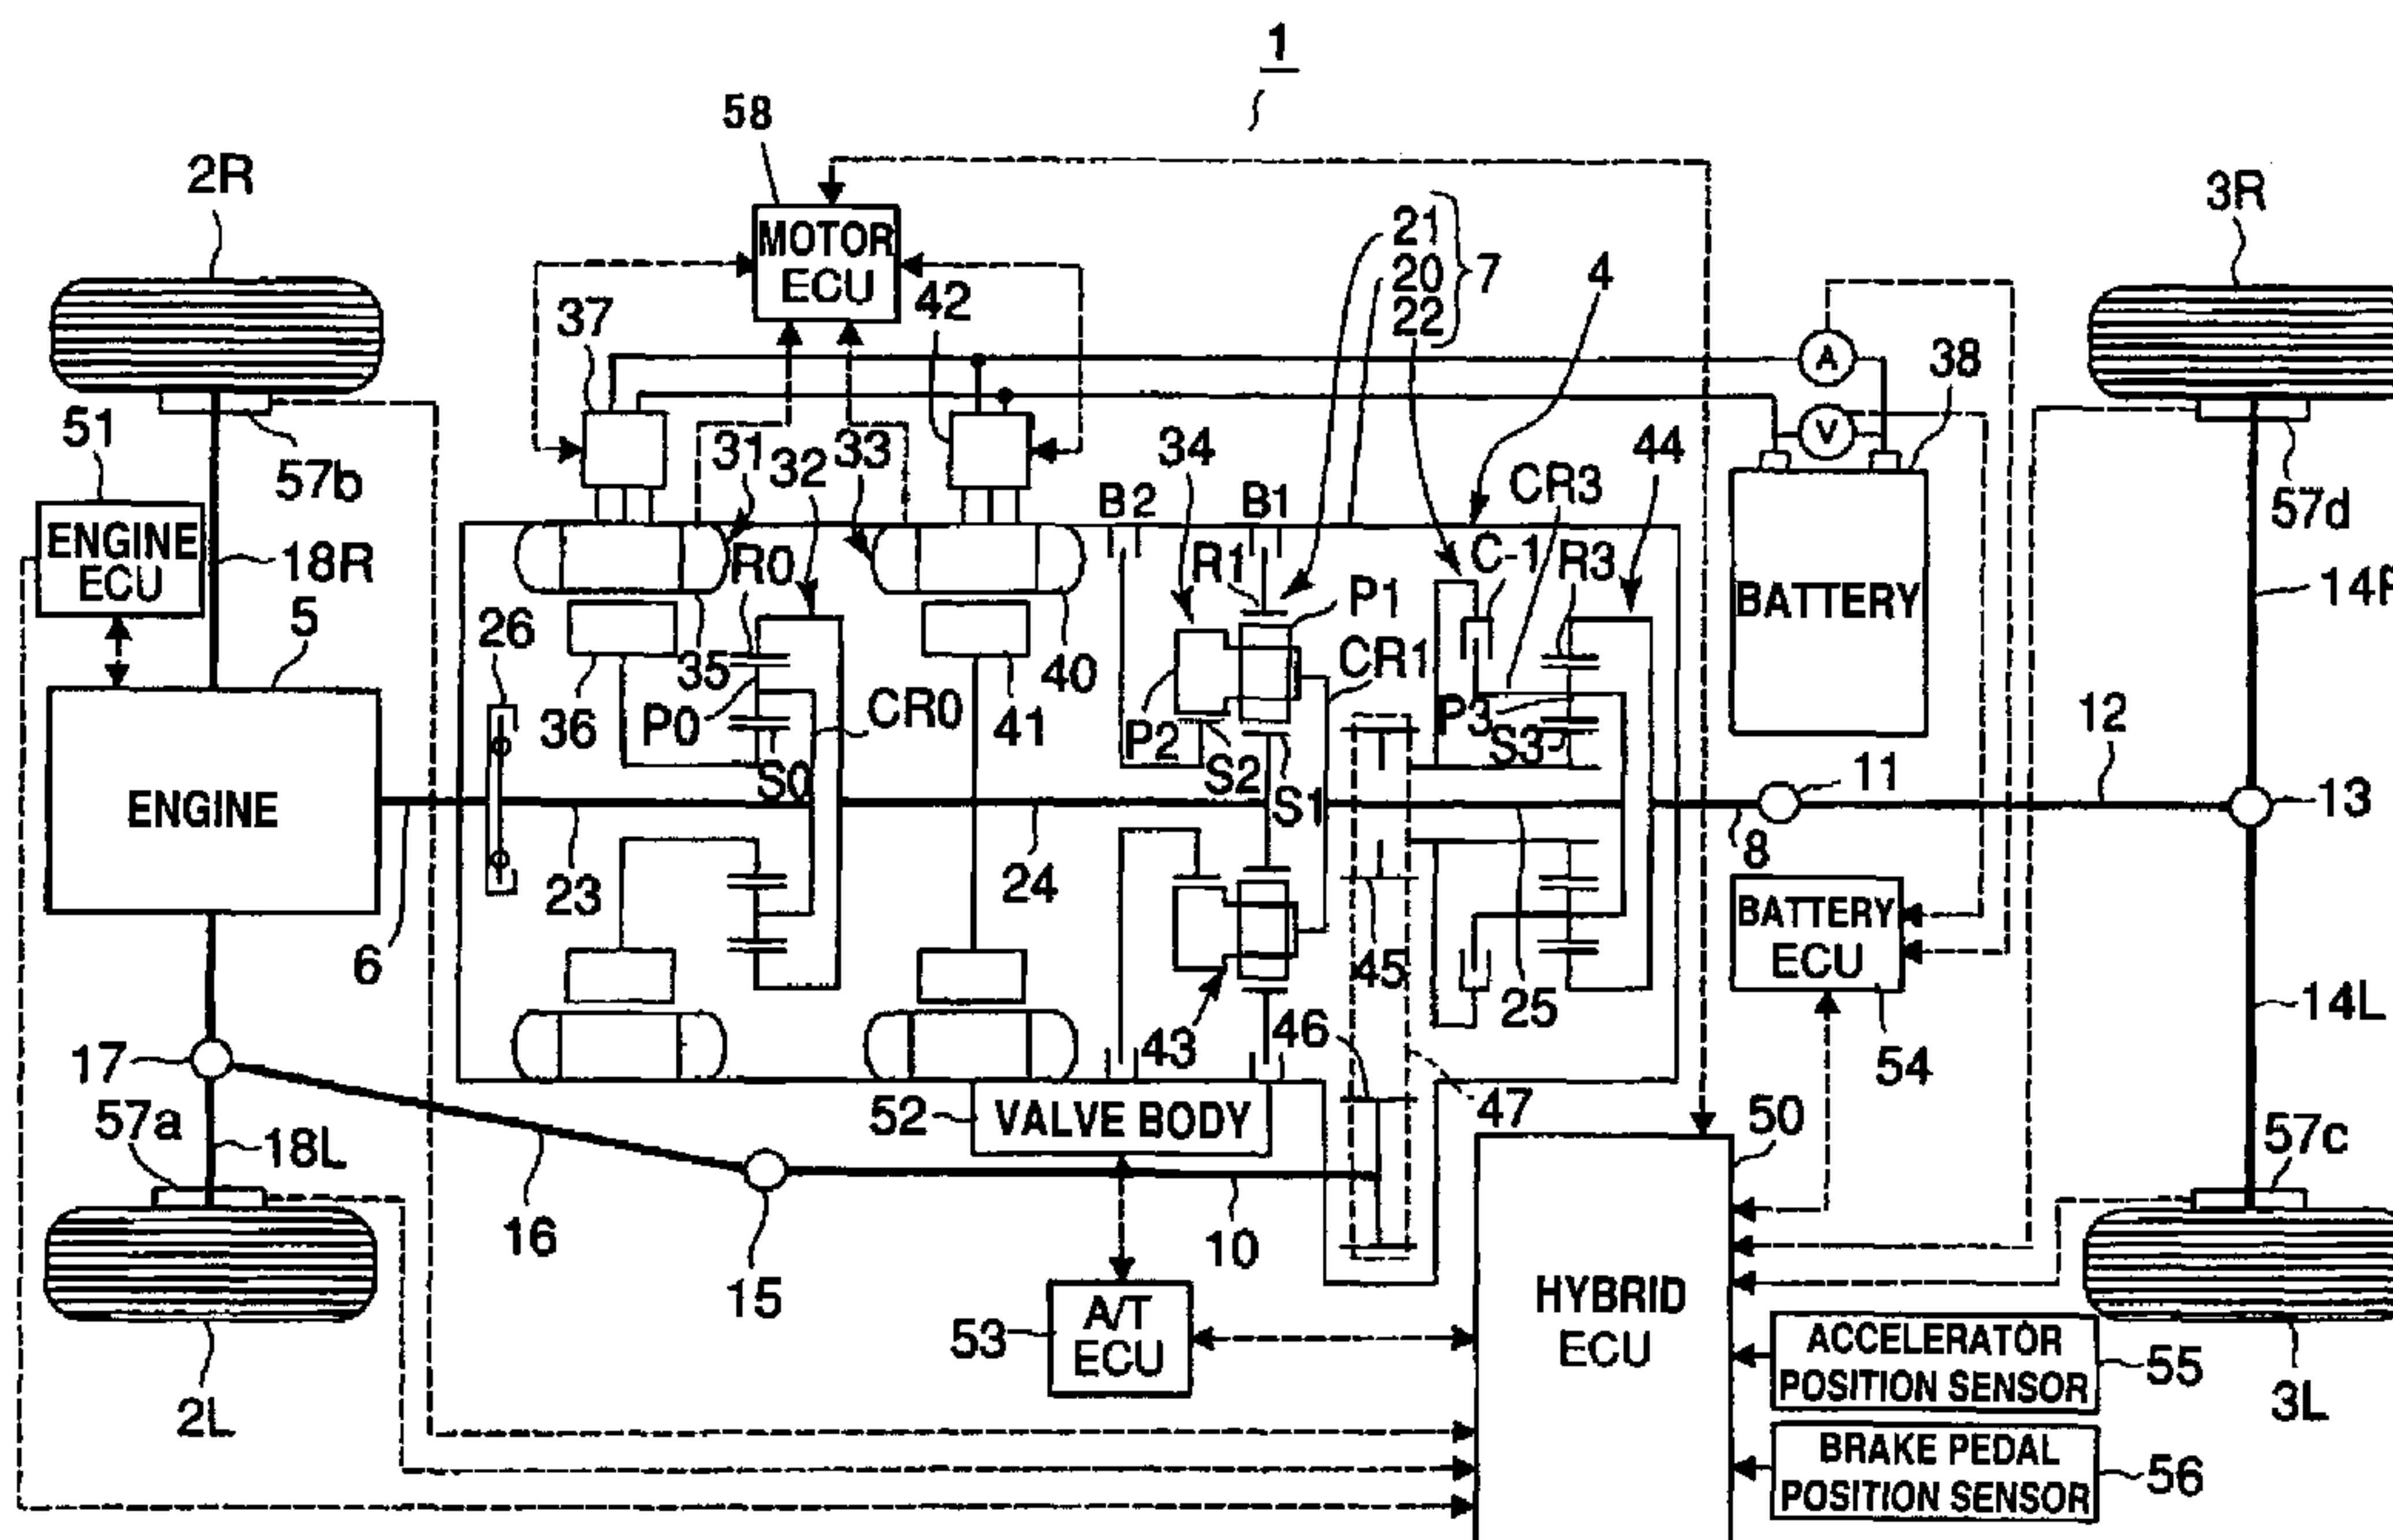 1
58
2R
3R
MOTOR
ECU
21
20
22
7
4
42
37
A
38
V
51
57b
31
32
33
34
B2
B1
CR3
44
57d
ENGINE
ECU
18R
R0
R1
C-1
R3
BATTERY
5
26
P1
35
40
CR1
36
P0
CR0
41
P2
S2
P3
S3
12
S0
S1
11
13
ENGINE
23
24
8
6
45
25
BATTERY
ECU
14L
17
43
46
54
57a
18L
52
VALVE BODY
47
50
57c
16
10
15
HYBRID
ECU
53
A/T
ECU
ACCELERATOR
POSITION SENSOR
55
2L
3L
BRAKE PEDAL
POSITION SENSOR
56